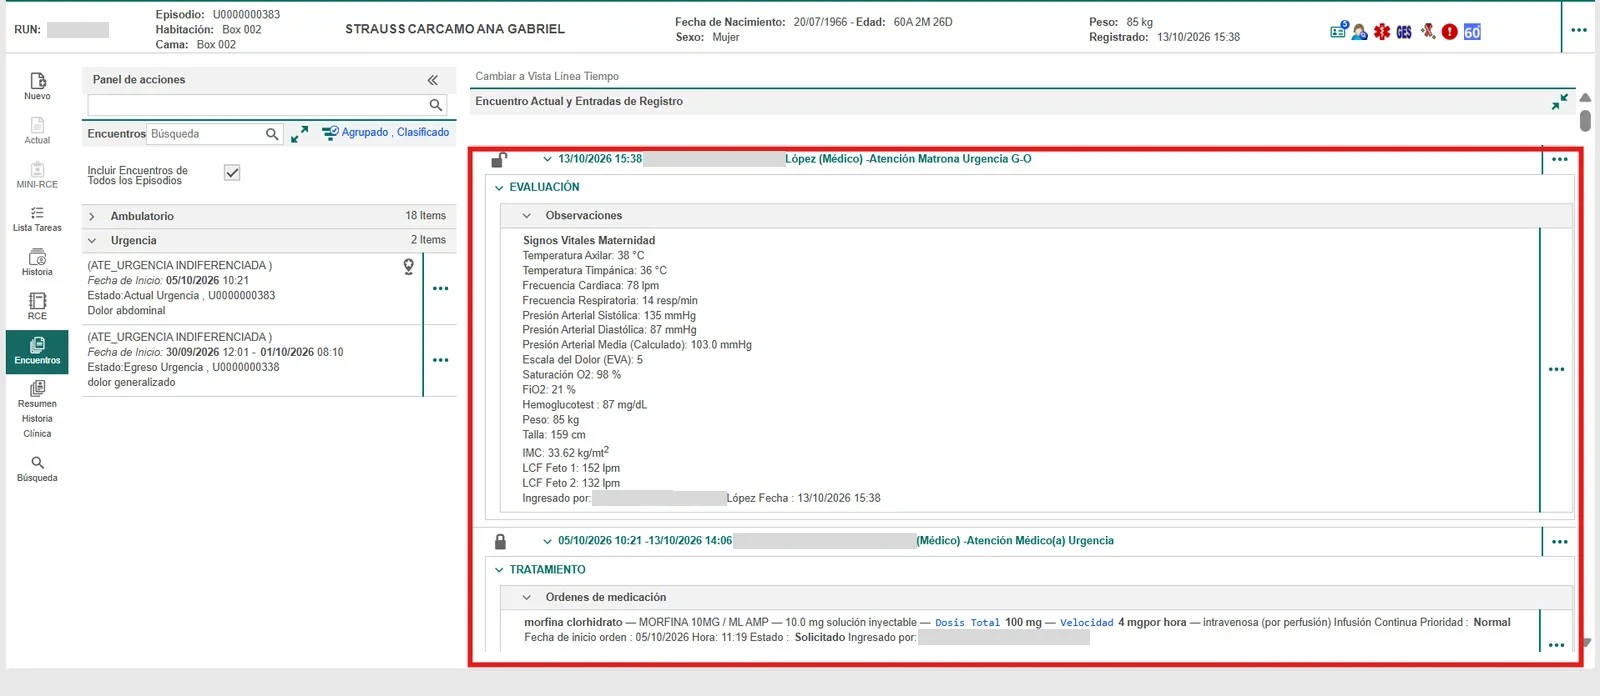 RUN:
Episodio: U0000000383
Habitación: Box 002
Cama: Box 002
STRAUSS CARCAMO ANA GABRIEL
Fecha de Nacimiento: 20/07/1966 - Edad: 60A 2M 26D
Sexo: Mujer
Peso: 85 kg
Registrado: 13/10/2026 15:38
5
GES
60
Nuevo
Actual
MINI-RCE
Lista Tareas
Historia
RCE
Encuentros
Resumen
Historia
Clínica
Búsqueda
Panel de acciones
Encuentros
Búsqueda
Agrupado , Clasificado
Incluir Encuentros de
Todos los Episodios
Ambulatorio 18 Items
Urgencia 2 Items
(ATE_URGENCIA INDIFERENCIADA )
Fecha de Inicio: 05/10/2026 10:21
Estado:Actual Urgencia , U0000000383
Dolor abdominal
(ATE_URGENCIA INDIFERENCIADA )
Fecha de Inicio: 30/09/2026 12:01 - 01/10/2026 08:10
Estado:Egreso Urgencia , U0000000338
dolor generalizado
Cambiar a Vista Línea Tiempo
Encuentro Actual y Entradas de Registro
13/10/2026 15:38 López (Médico) -Atención Matrona Urgencia G-O
EVALUACIÓN
Observaciones
Signos Vitales Maternidad
Temperatura Axilar: 38 °C
Temperatura Timpánica: 36 °C
Frecuencia Cardiaca: 78 lpm
Frecuencia Respiratoria: 14 resp/min
Presión Arterial Sistólica: 135 mmHg
Presión Arterial Diastólica: 87 mmHg
Presión Arterial Media (Calculado): 103.0 mmHg
Escala del Dolor (EVA): 5
Saturación O2: 98 %
FiO2: 21 %
Hemoglucotest : 87 mg/dL
Peso: 85 kg
Talla: 159 cm
IMC: 33.62 kg/mt2
LCF Feto 1: 152 lpm
LCF Feto 2: 132 lpm
Ingresado por: López Fecha : 13/10/2026 15:38
05/10/2026 10:21 -13/10/2026 14:06 (Médico) -Atención Médico(a) Urgencia
TRATAMIENTO
Ordenes de medicación
morfina clorhidrato — MORFINA 10MG / ML AMP — 10.0 mg solución inyectable — Dosis Total 100 mg — Velocidad 4 mgpor hora — intravenosa (por perfusión) Infusión Continua Prioridad : Normal
Fecha de inicio orden : 05/10/2026 Hora: 11:19 Estado : Solicitado Ingresado por: